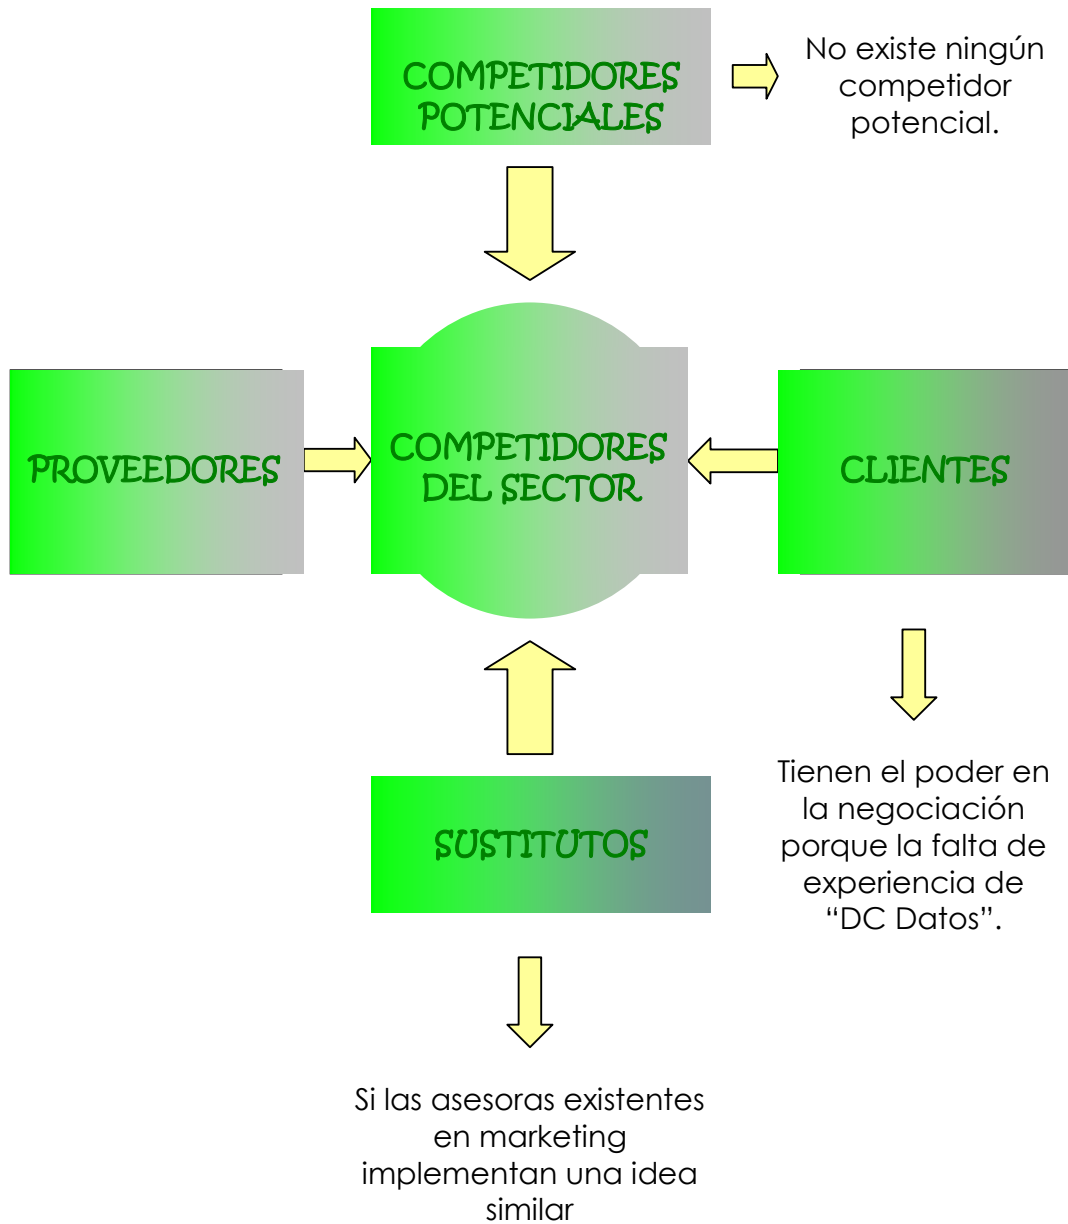 COMPETIDORES
POTENCIALES
No existe ningún
competidor
potencial.
PROVEEDORES
COMPETIDORES
DEL SECTOR
CLIENTES
SUSTITUTOS
Tienen el poder en
la negociación
porque la falta de
experiencia de
“DC Datos”.
Si las asesoras existentes
en marketing
implementan una idea
similar